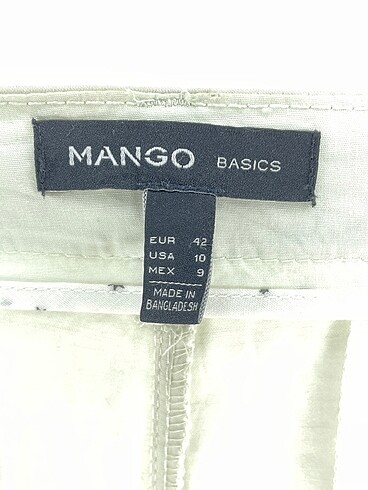 MANGO BASICS
EUR 42
USA 10
MEX 9
MADE IN
BANGLADESH